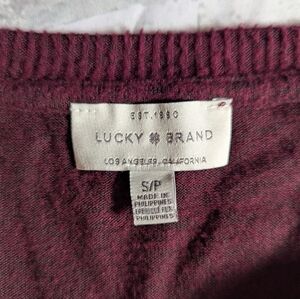 EST. 1990
LUCKY BRAND
LOS ANGELES, CALIFORNIA
S/P
MADE IN
PHILIPPINES
PHILIPPINES